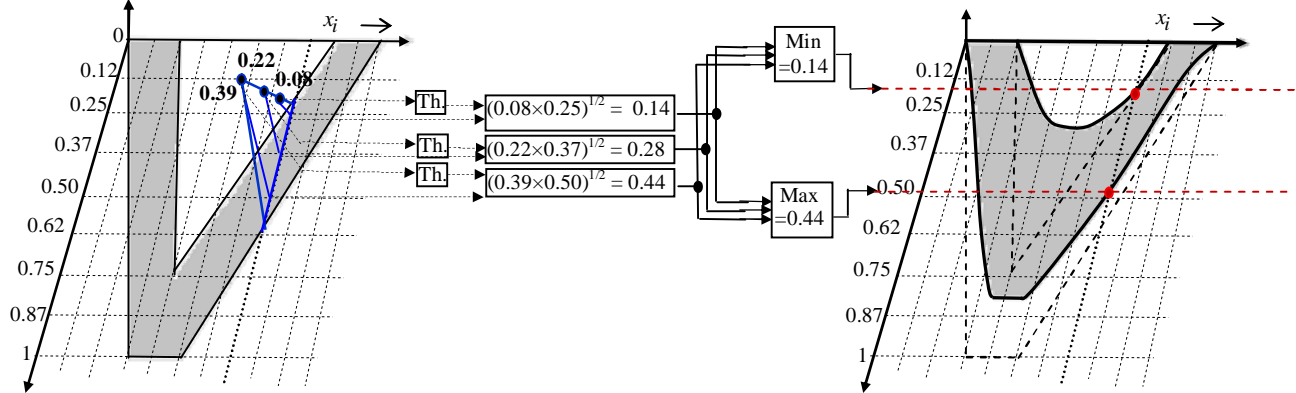 x_i
0
0.22
0.12
0.39
0.08
0.25
0.37
0.50
0.62
0.75
0.87
1
Th.
Th.
Th.
(0.08×0.25)^{1/2} = 0.14
(0.22×0.37)^{1/2} = 0.28
(0.39×0.50)^{1/2} = 0.44
Min
=0.14
Max
=0.44
x_i
0.12
0.25
0.37
0.50
0.62
0.75
0.87
1